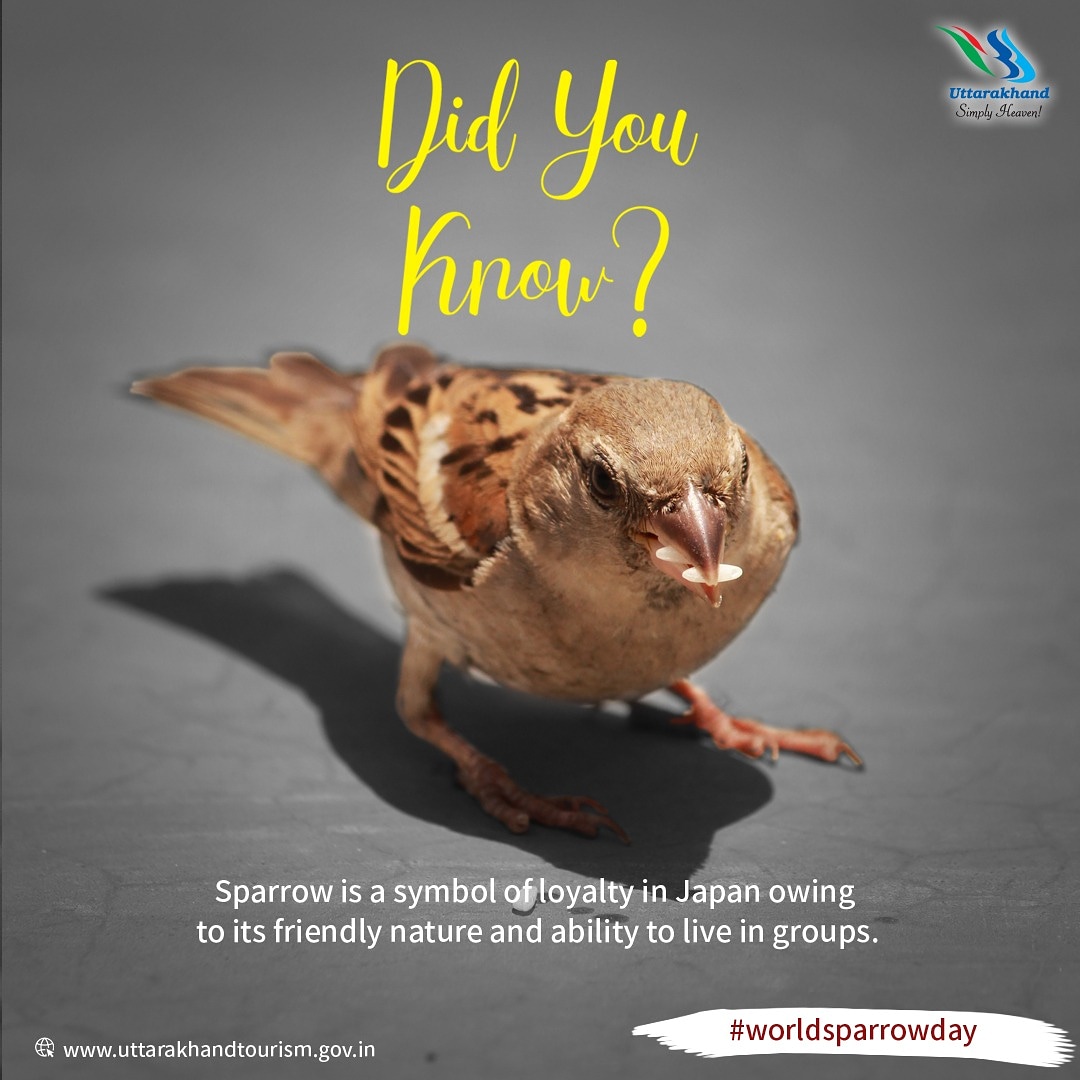 Uttarakhand
Simply Heaven!
Did You
Know?
Sparrow is a symbol of loyalty in Japan owing
to its friendly nature and ability to live in groups.
#worldsparrowday
www.uttarakhandtourism.gov.in